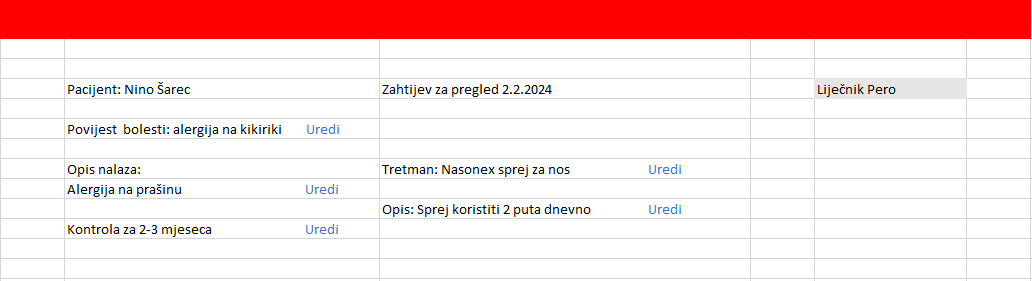 Pacijent: Nino Šarec
Zahtijev za pregled 2.2.2024
Liječnik Pero
Povijest  bolesti: alergija na kikiriki
Uredi
Opis nalaza:
Tretman: Nasonex sprej za nos
Uredi
Alergija na prašinu
Uredi
Opis: Sprej koristiti 2 puta dnevno
Uredi
Kontrola za 2-3 mjeseca
Uredi